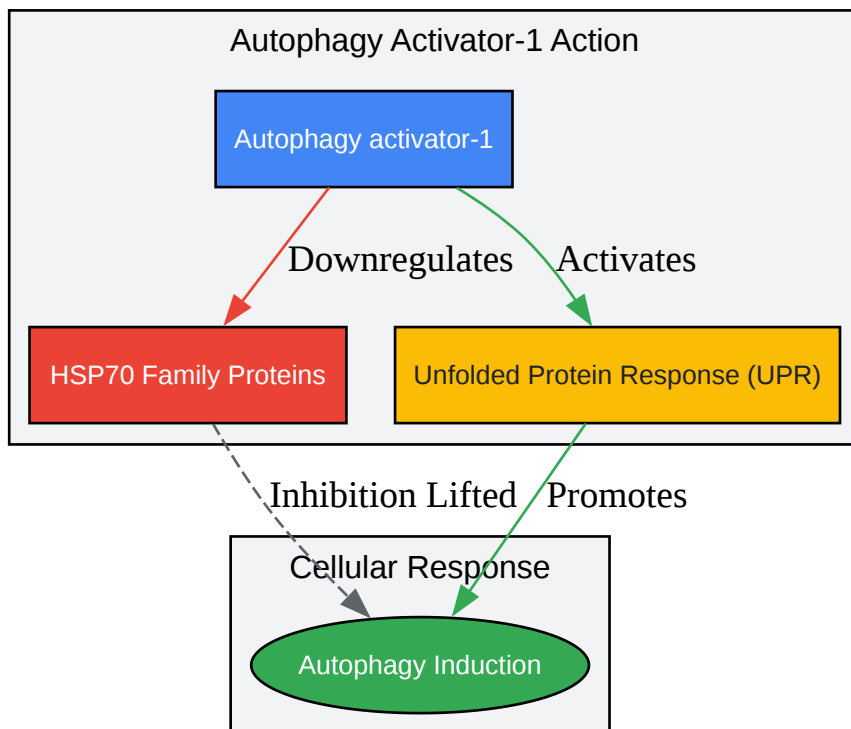 Autophagy Activator-1 Action
Autophagy activator-1
Downregulates
Activates
HSP70 Family Proteins
Unfolded Protein Response (UPR)
Inhibition Lifted
Promotes
Cellular Response
Autophagy Induction